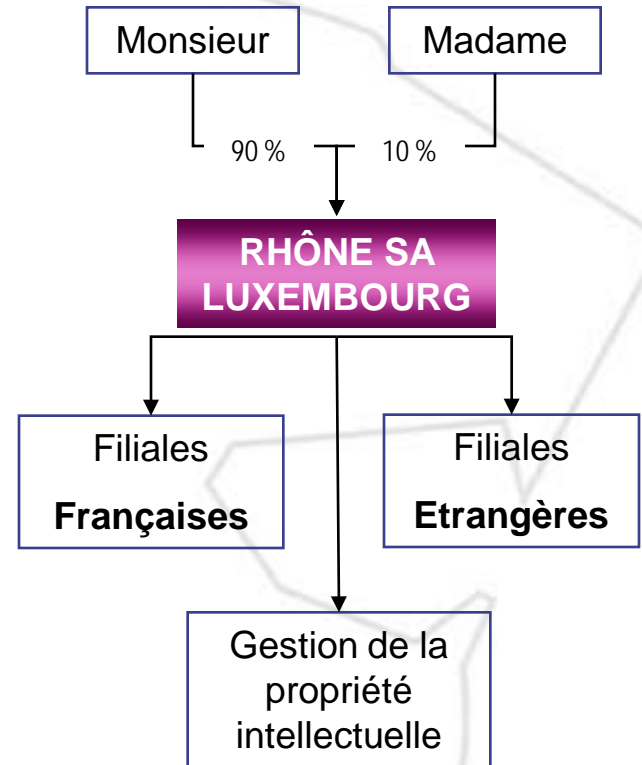 Monsieur
Madame
90 %
10 %
RHÔNE SA
LUXEMBOURG
Filiales
Françaises
Filiales
Etrangères
Gestion de la
propriété
intellectuelle